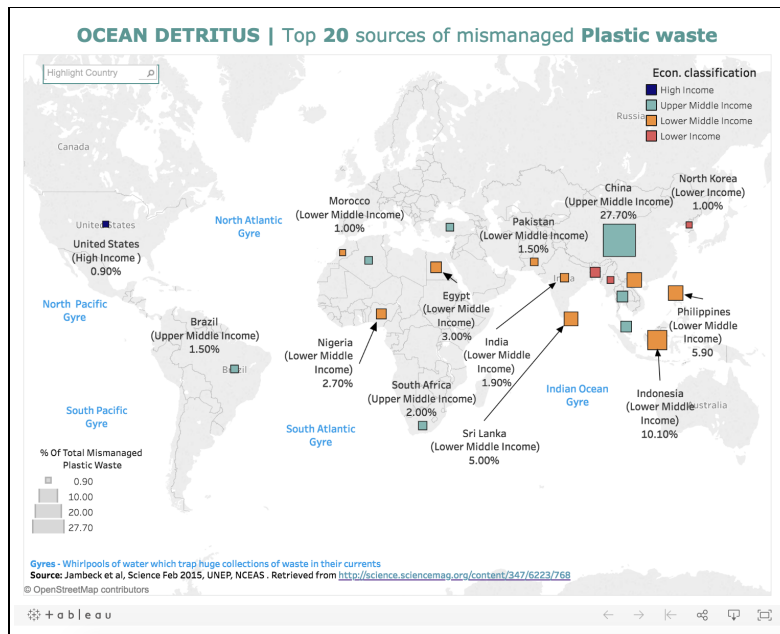 OCEAN DETRITUS | Top 20 sources of mismanaged Plastic waste
Highlight Country
Econ. classification
High Income
Upper Middle Income
Lower Middle Income
Lower Income
Russia
Canada
United States
United States
(High Income )
0.90%
North Atlantic
Gyre
Morocco
(Lower Middle Income)
1.00%
Pakistan
(Lower Middle Income)
1.50%
China
(Upper Middle Income)
27.70%
North Korea
(Lower Income)
1.00%
North Pacific
Gyre
Brazil
(Upper Middle Income)
1.50%
Brazil
Nigeria
(Lower Middle
Income)
2.70%
Egypt
(Lower Middle
Income)
3.00%
India
India
(Lower Middle
Income)
1.90%
Philippines
(Lower Middle
Income)
5.90
South Africa
(Upper Middle Income)
2.00%
Indian Ocean
Gyre
Indonesia
(Lower Middle
Income)
10.10%
Australia
South Pacific
Gyre
South Atlantic
Gyre
Sri Lanka
(Lower Middle Income)
5.00%
% Of Total Mismanaged
Plastic Waste
0.90
10.00
20.00
27.70
Gyres - Whirlpools of water which trap huge collections of waste in their currents
Source: Jambeck et al, Science Feb 2015, UNEP, NCEAS . Retrieved from http://science.sciencemag.org/content/347/6223/768
© OpenStreetMap contributors
+ab|eau